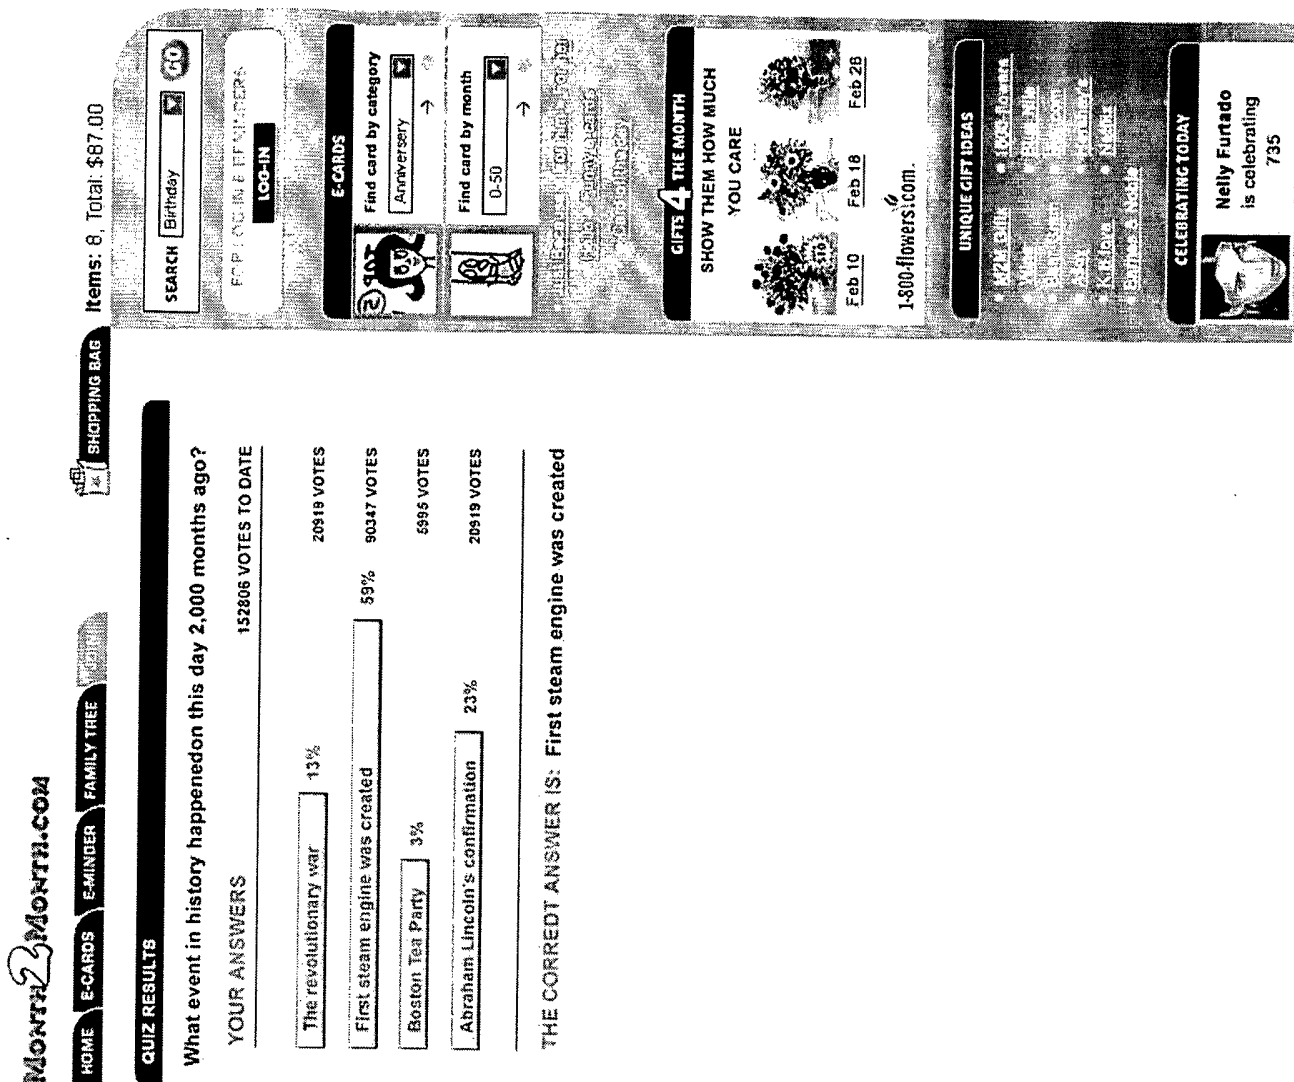 MONTH2MONTH.COM
HOME
E-CARDS
E-MINDER
FAMILY TREE
SHOPPING BAG
Items: 8, Total: $87.00
QUIZ RESULTS
What event in history happenedon this day 2,000 months ago?
YOUR ANSWERS
152806 VOTES TO DATE
The revolutionary war 13% 20919 VOTES
First steam engine was created 59% 90347 VOTES
Boston Tea Party 3% 5995 VOTES
Abraham Lincoln's confirmation 23% 20919 VOTES
THE CORREDT ANSWER IS: First steam engine was created
SEARCH Birthday GO
LOG-IN
E-CARDS
Find card by category
Anniversery
Find card by month
0-50
GIFTS 4 THE MONTH
SHOW THEM HOW MUCH
YOU CARE
Feb 10 Feb 18 Feb 28
1-800-flowers.com.
UNIQUE GIFT IDEAS
Barnes & Noble
CELEBRATING TODAY
Nelly Furtado
is celebrating
735